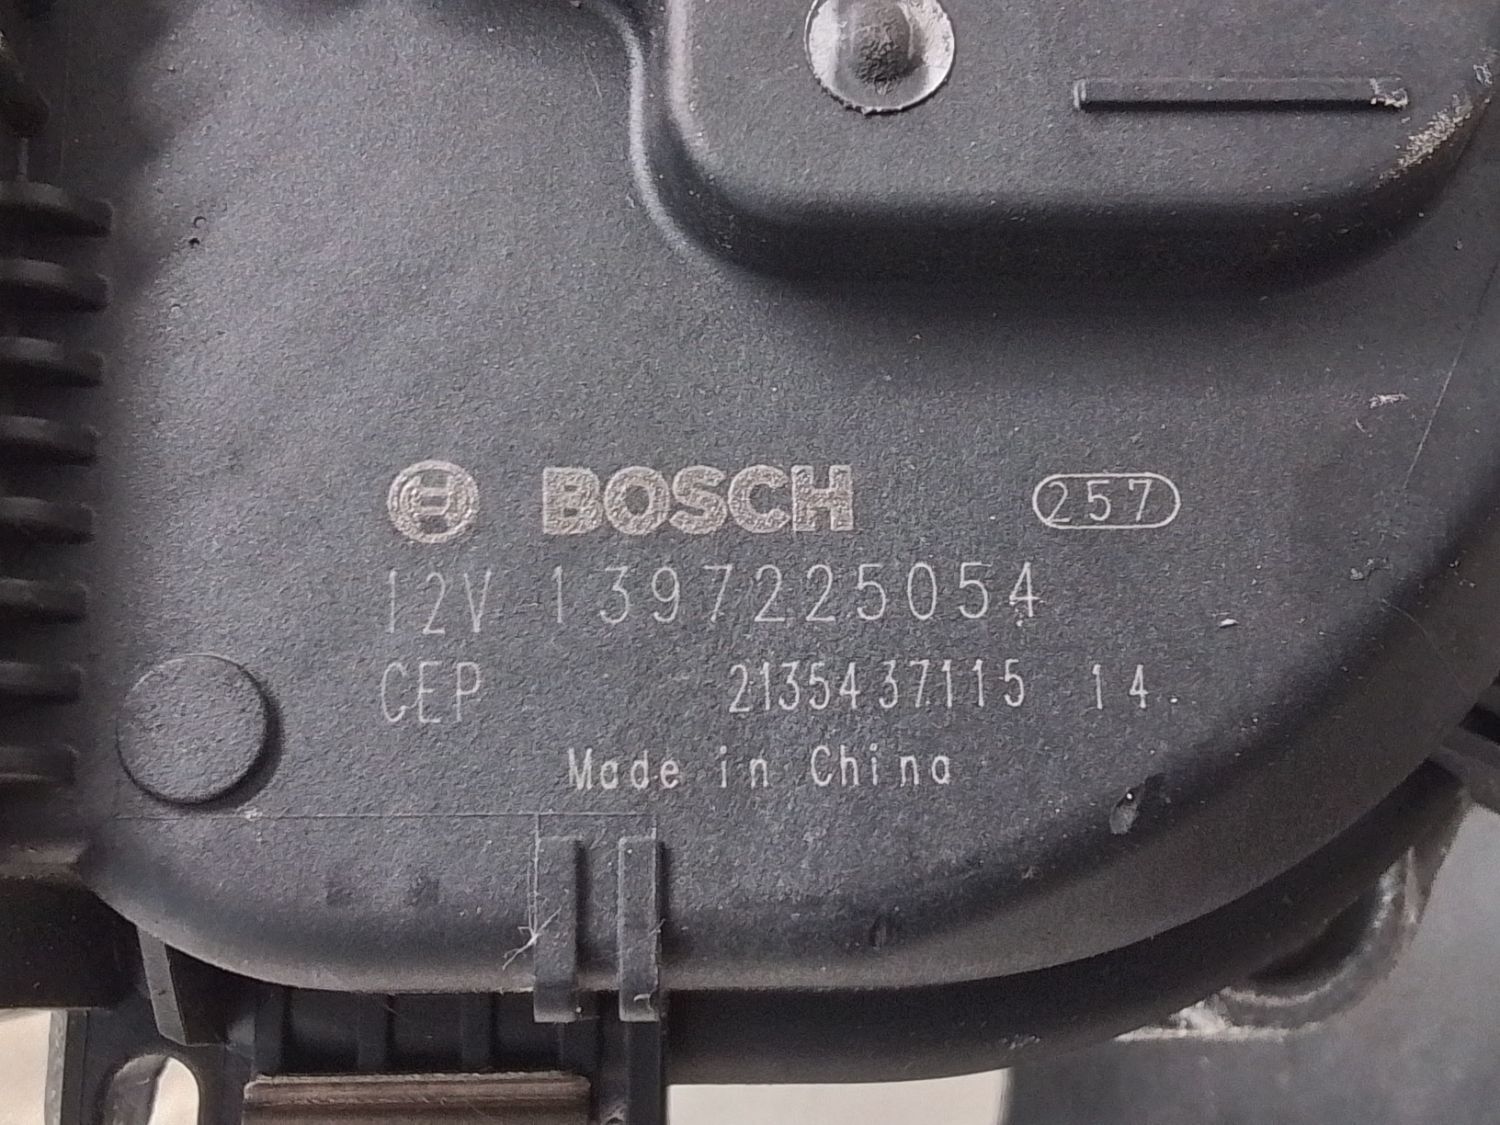 BOSCH 257
12V 1397225054
CEP 2135437115 14
Made in China